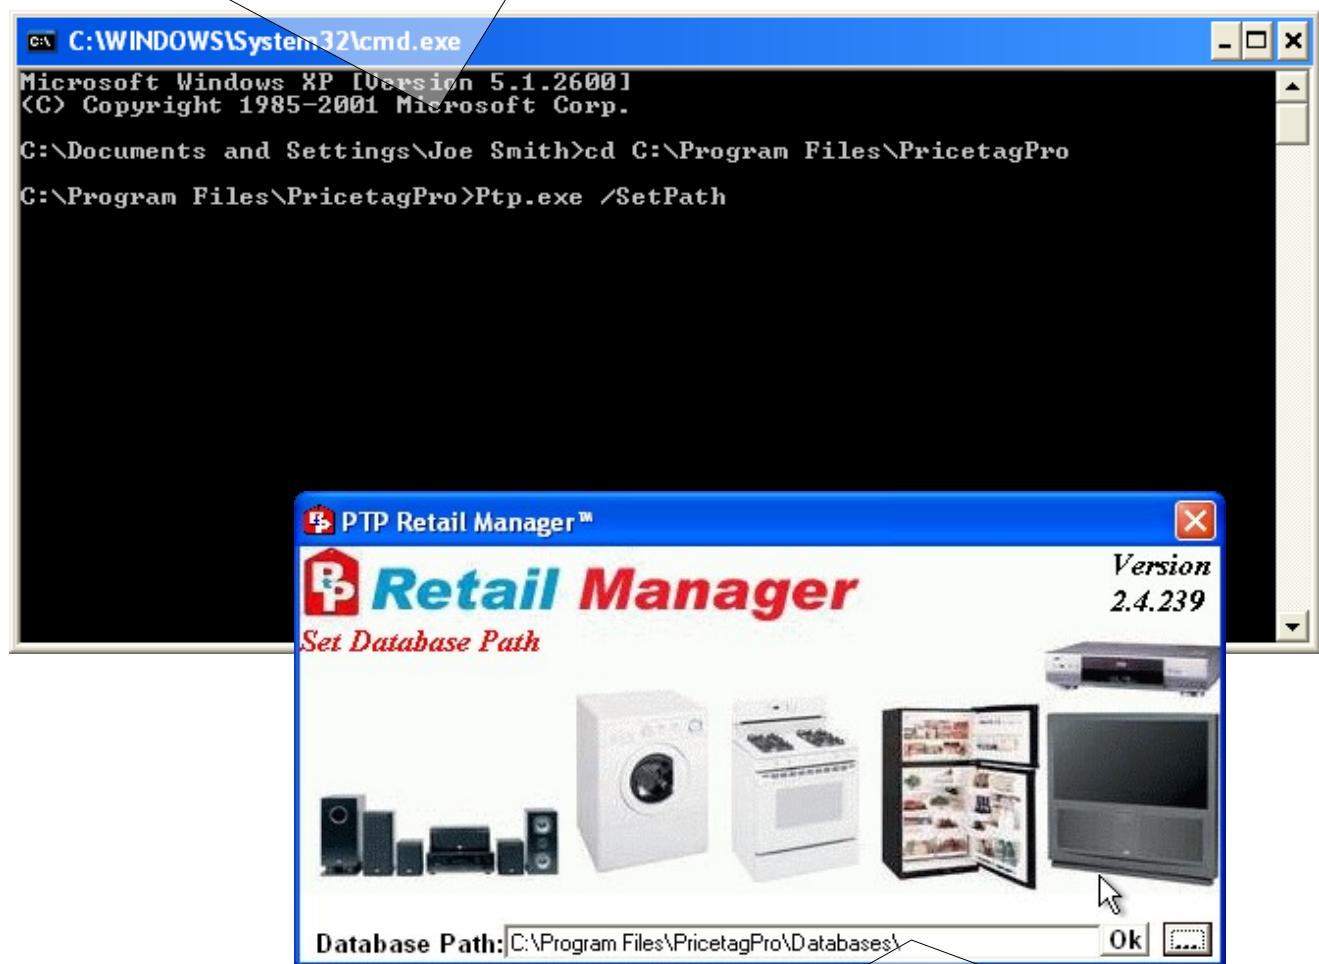 C:\WINDOWS\System32\cmd.exe
Microsoft Windows XP [Version 5.1.2600]
(C) Copyright 1985-2001 Microsoft Corp.
C:\Documents and Settings\Joe Smith>cd C:\Program Files\PricetagPro
C:\Program Files\PricetagPro>Ptp.exe /SetPath
PTP Retail Manager™
PtP Retail Manager
Version
2.4.239
Set Database Path
Database Path: C:\Program Files\PricetagPro\Databases\ Ok ...